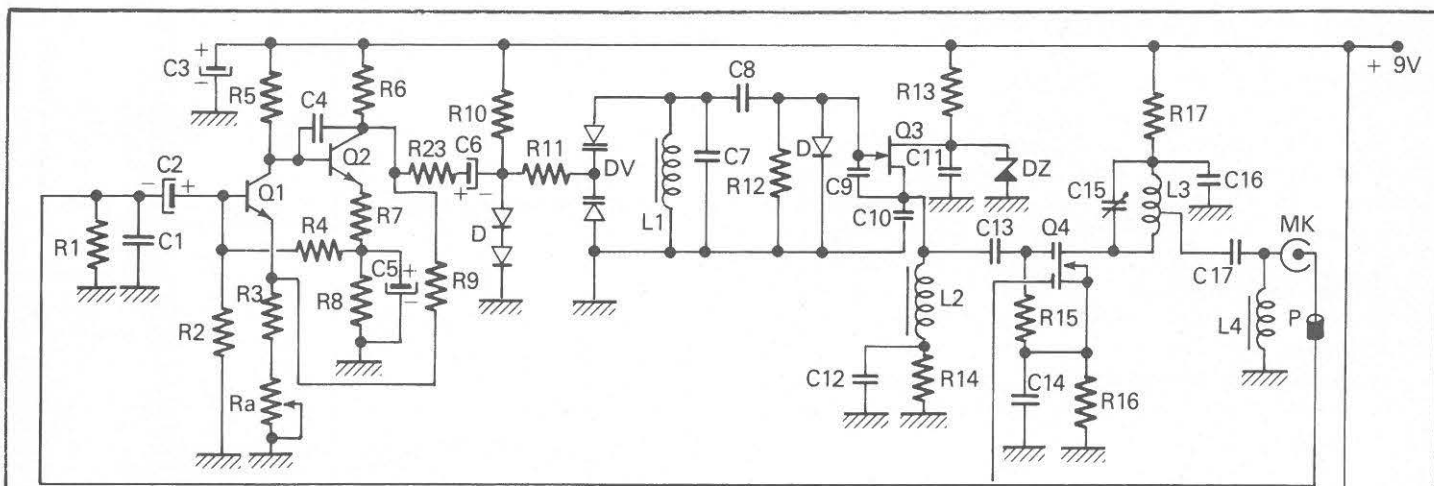 + 9V
C3 + −
R5
C4
R6
Q2
R10
R23
C6
+ −
R11
DV
D
L1
C7
C8
R12
D
C9
Q3
C10
R13
C11
DZ
R17
C15
L3
C16
C2
− +
Q1
R1
C1
R4
R7
C5 + −
R8
R9
R3
R2
Ra
L2
C12
R14
C13
Q4
R15
C14
R16
C17
MK
L4
P